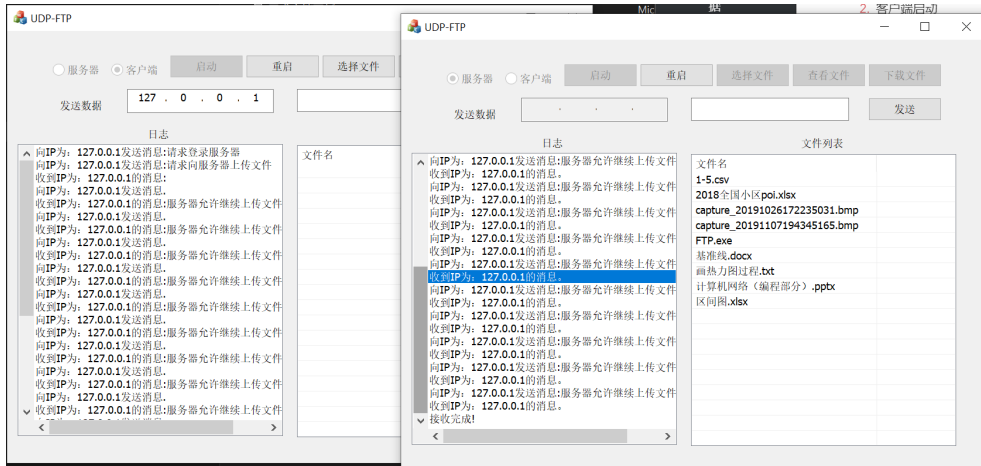 Mic
据
2. 客户端启动
UDP-FTP
服务器 客户端 启动 重启 选择文件
发送数据 127 . 0 . 0 . 1
日志
向IP为: 127.0.0.1发送消息:请求登录服务器
向IP为: 127.0.0.1发送消息:请求向服务器上传文件
收到IP为: 127.0.0.1的消息:
向IP为: 127.0.0.1发送消息.
收到IP为: 127.0.0.1的消息:服务器允许继续上传文件
向IP为: 127.0.0.1发送消息.
收到IP为: 127.0.0.1的消息:服务器允许继续上传文件
向IP为: 127.0.0.1发送消息.
收到IP为: 127.0.0.1的消息:服务器允许继续上传文件
向IP为: 127.0.0.1发送消息.
收到IP为: 127.0.0.1的消息:服务器允许继续上传文件
向IP为: 127.0.0.1发送消息.
收到IP为: 127.0.0.1的消息:服务器允许继续上传文件
向IP为: 127.0.0.1发送消息.
收到IP为: 127.0.0.1的消息:服务器允许继续上传文件
向IP为: 127.0.0.1发送消息.
收到IP为: 127.0.0.1的消息:服务器允许继续上传文件
向IP为: 127.0.0.1发送消息.
收到IP为: 127.0.0.1的消息:服务器允许继续上传文件
向IP为: 127.0.0.1发送消息.
收到IP为: 127.0.0.1的消息:服务器允许继续上传文件
文件名
UDP-FTP
服务器 客户端 启动 重启 选择文件 查看文件 下载文件
发送数据 . . . 发送
日志
向IP为: 127.0.0.1发送消息:服务器允许继续上传文件
收到IP为: 127.0.0.1的消息。
向IP为: 127.0.0.1发送消息:服务器允许继续上传文件
收到IP为: 127.0.0.1的消息。
向IP为: 127.0.0.1发送消息:服务器允许继续上传文件
收到IP为: 127.0.0.1的消息。
向IP为: 127.0.0.1发送消息:服务器允许继续上传文件
收到IP为: 127.0.0.1的消息。
向IP为: 127.0.0.1发送消息:服务器允许继续上传文件
收到IP为: 127.0.0.1的消息。
向IP为: 127.0.0.1发送消息:服务器允许继续上传文件
收到IP为: 127.0.0.1的消息。
向IP为: 127.0.0.1发送消息:服务器允许继续上传文件
收到IP为: 127.0.0.1的消息。
向IP为: 127.0.0.1发送消息:服务器允许继续上传文件
收到IP为: 127.0.0.1的消息。
向IP为: 127.0.0.1发送消息:服务器允许继续上传文件
收到IP为: 127.0.0.1的消息。
向IP为: 127.0.0.1发送消息:服务器允许继续上传文件
收到IP为: 127.0.0.1的消息。
接收完成!
文件列表
文件名
1-5.csv
2018全国小区poi.xlsx
capture_20191026172235031.bmp
capture_20191107194345165.bmp
FTP.exe
基准线.docx
画热力图过程.txt
计算机网络（编程部分）.pptx
区间图.xlsx